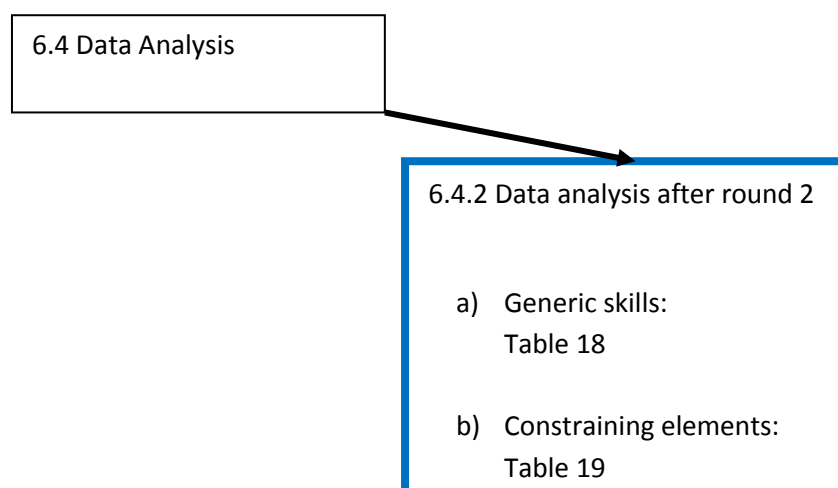 6.4 Data Analysis
6.4.2 Data analysis after round 2
a) Generic skills:
Table 18
b) Constraining elements:
Table 19